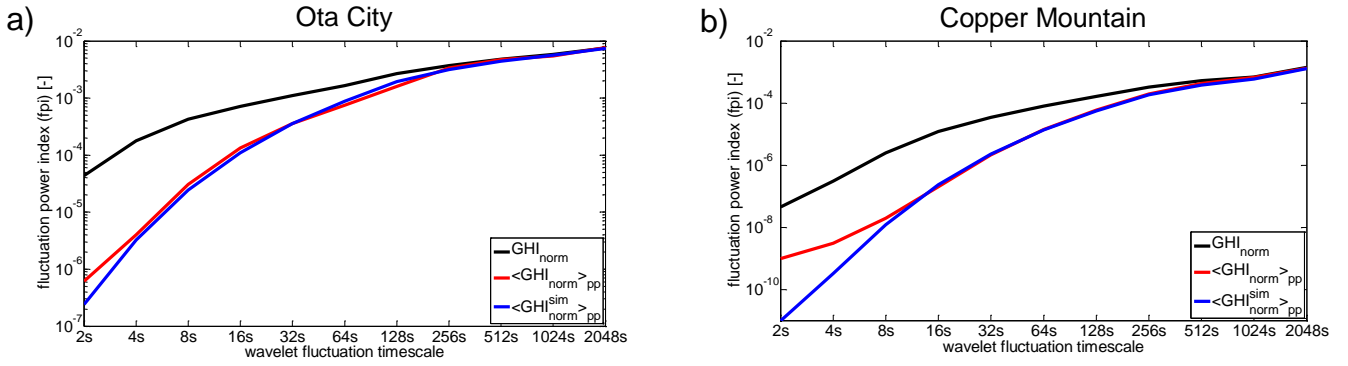 a)
Ota City
fluctuation power index (fpi) [-]
10^-2
10^-3
10^-4
10^-5
10^-6
10^-7
2s 4s 8s 16s 32s 64s 128s 256s 512s 1024s 2048s
wavelet fluctuation timescale
GHI_norm
<GHI_norm>_pp
<GHI^sim_norm>_pp
b)
Copper Mountain
fluctuation power index (fpi) [-]
10^-2
10^-4
10^-6
10^-8
10^-10
2s 4s 8s 16s 32s 64s 128s 256s 512s 1024s 2048s
wavelet fluctuation timescale
GHI_norm
<GHI_norm>_pp
<GHI^sim_norm>_pp